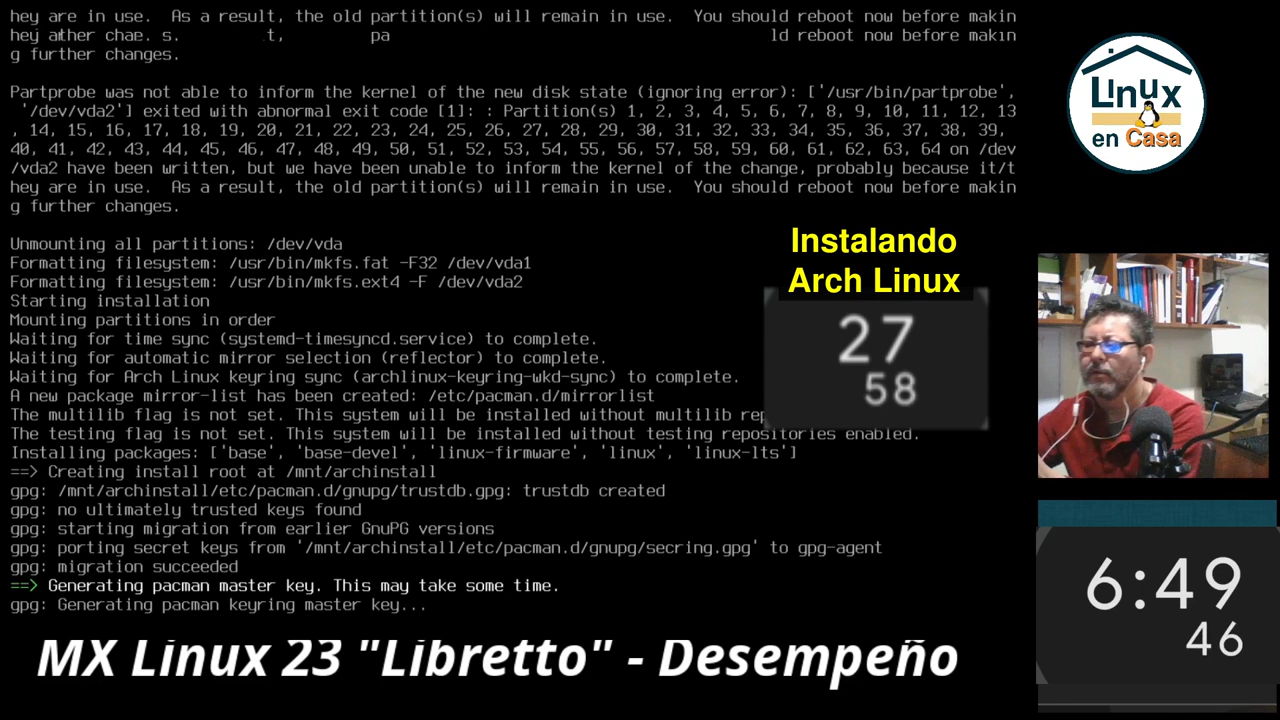 hey are in use.  As a result, the old partition(s) will remain in use.  You should reboot now before makin
ld reboot now before makin
g further changes.
Partprobe was not able to inform the kernel of the new disk state (ignoring error): ['/usr/bin/partprobe',
'/dev/vda2'] exited with abnormal exit code [1]: : Partition(s) 1, 2, 3, 4, 5, 6, 7, 8, 9, 10, 11, 12, 13
, 14, 15, 16, 17, 18, 19, 20, 21, 22, 23, 24, 25, 26, 27, 28, 29, 30, 31, 32, 33, 34, 35, 36, 37, 38, 39,
40, 41, 42, 43, 44, 45, 46, 47, 48, 49, 50, 51, 52, 53, 54, 55, 56, 57, 58, 59, 60, 61, 62, 63, 64 on /dev
/vda2 have been written, but we have been unable to inform the kernel of the change, probably because it/t
hey are in use.  As a result, the old partition(s) will remain in use.  You should reboot now before makin
g further changes.
Unmounting all partitions: /dev/vda
Formatting filesystem: /usr/bin/mkfs.fat -F32 /dev/vda1
Formatting filesystem: /usr/bin/mkfs.ext4 -F /dev/vda2
Starting installation
Mounting partitions in order
Waiting for time sync (systemd-timesyncd.service) to complete.
Waiting for automatic mirror selection (reflector) to complete.
Waiting for Arch Linux keyring sync (archlinux-keyring-wkd-sync) to complete.
A new package mirror-list has been created: /etc/pacman.d/mirrorlist
The multilib flag is not set. This system will be installed without multilib rep
The testing flag is not set. This system will be installed without testing repositories enabled.
Installing packages: ['base', 'base-devel', 'linux-firmware', 'linux', 'linux-lts']
==> Creating install root at /mnt/archinstall
gpg: /mnt/archinstall/etc/pacman.d/gnupg/trustdb.gpg: trustdb created
gpg: no ultimately trusted keys found
gpg: starting migration from earlier GnuPG versions
gpg: porting secret keys from '/mnt/archinstall/etc/pacman.d/gnupg/secring.gpg' to gpg-agent
gpg: migration succeeded
==> Generating pacman master key. This may take some time.
gpg: Generating pacman keyring master key...
Instalando
Arch Linux
27
58
Linux
en Casa
6:49
46
MX Linux 23 "Libretto" - Desempeño